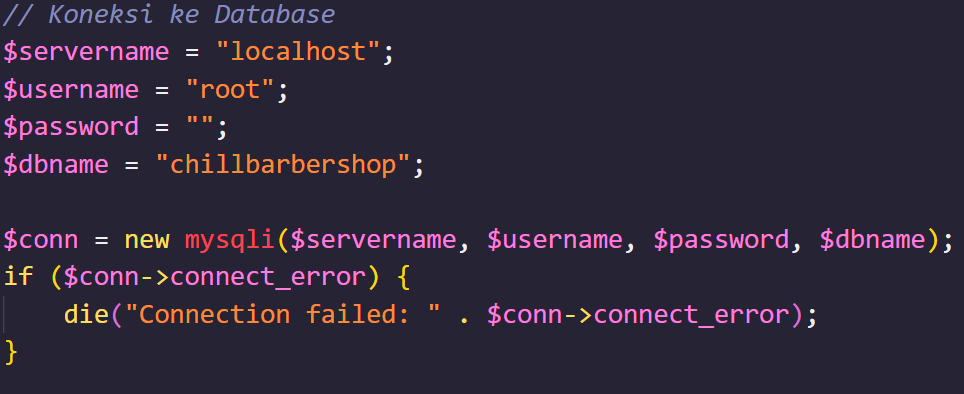 // Koneksi ke Database
$servername = "localhost";
$username = "root";
$password = "";
$dbname = "chillbarbershop";

$conn = new mysqli($servername, $username, $password, $dbname);
if ($conn->connect_error) {
    die("Connection failed: " . $conn->connect_error);
}